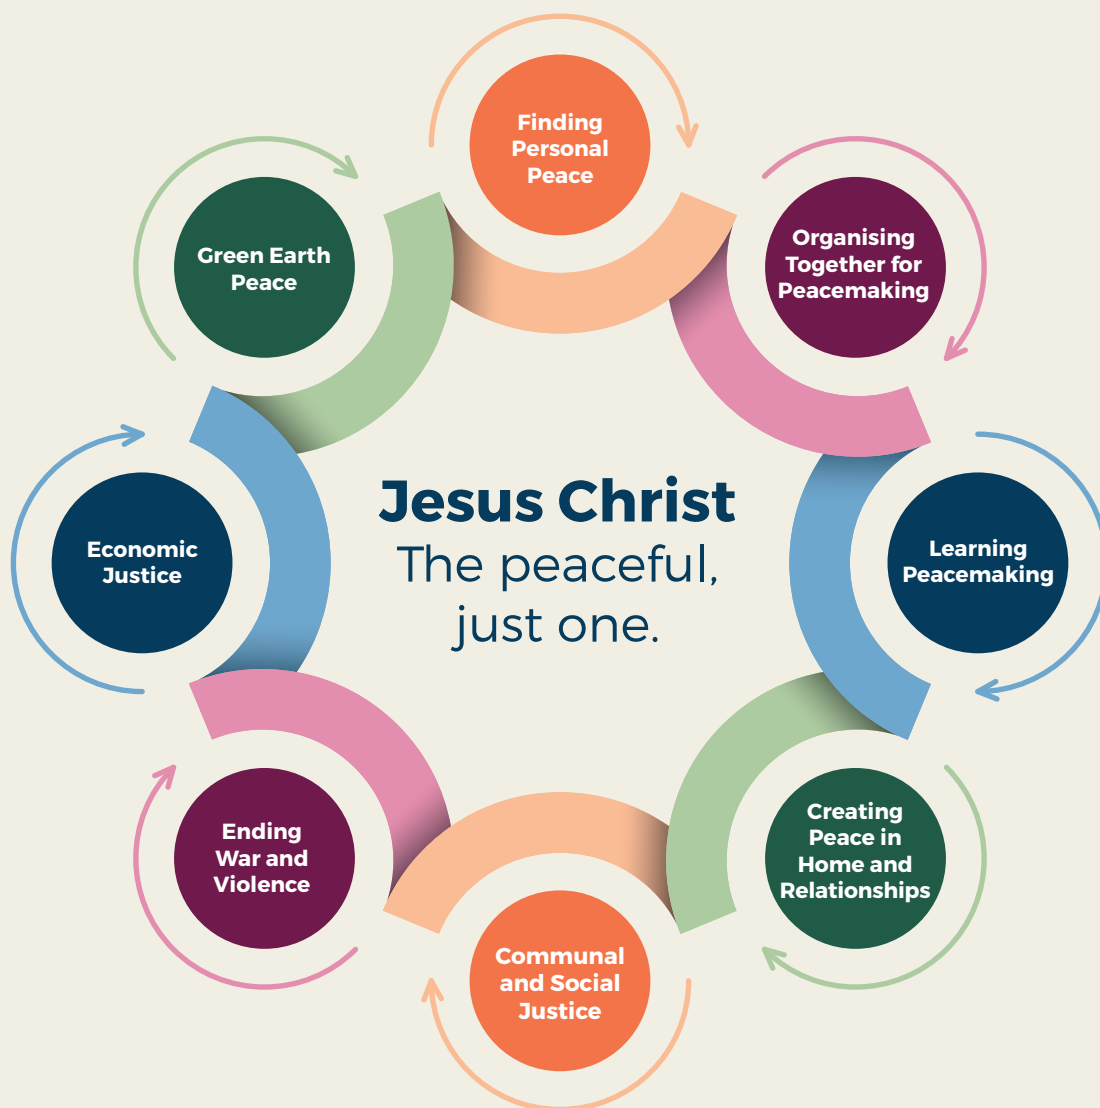 Finding
Personal
Peace
Organising
Together for
Peacemaking
Learning
Peacemaking
Creating
Peace in
Home and
Relationships
Communal
and Social
Justice
Ending
War and
Violence
Economic
Justice
Green Earth
Peace
Jesus Christ
The peaceful,
just one.